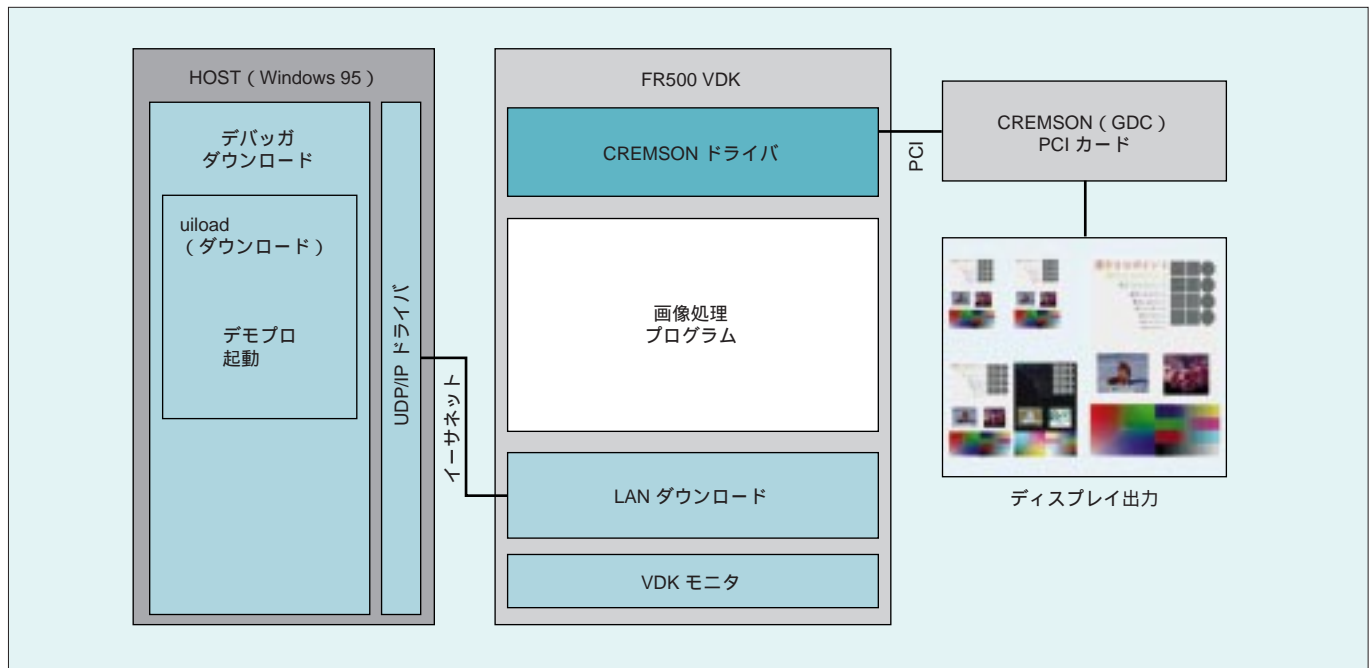 HOST（Windows 95）
デバッガ
ダウンロード
uiload
（ダウンロード）
デモプロ
起動
UDP/IP ドライバ
イーサネット
FR500 VDK
CREMSON ドライバ
画像処理
プログラム
LAN ダウンロード
VDK モニタ
PCI
CREMSON（GDC）
PCI カード
ディスプレイ出力